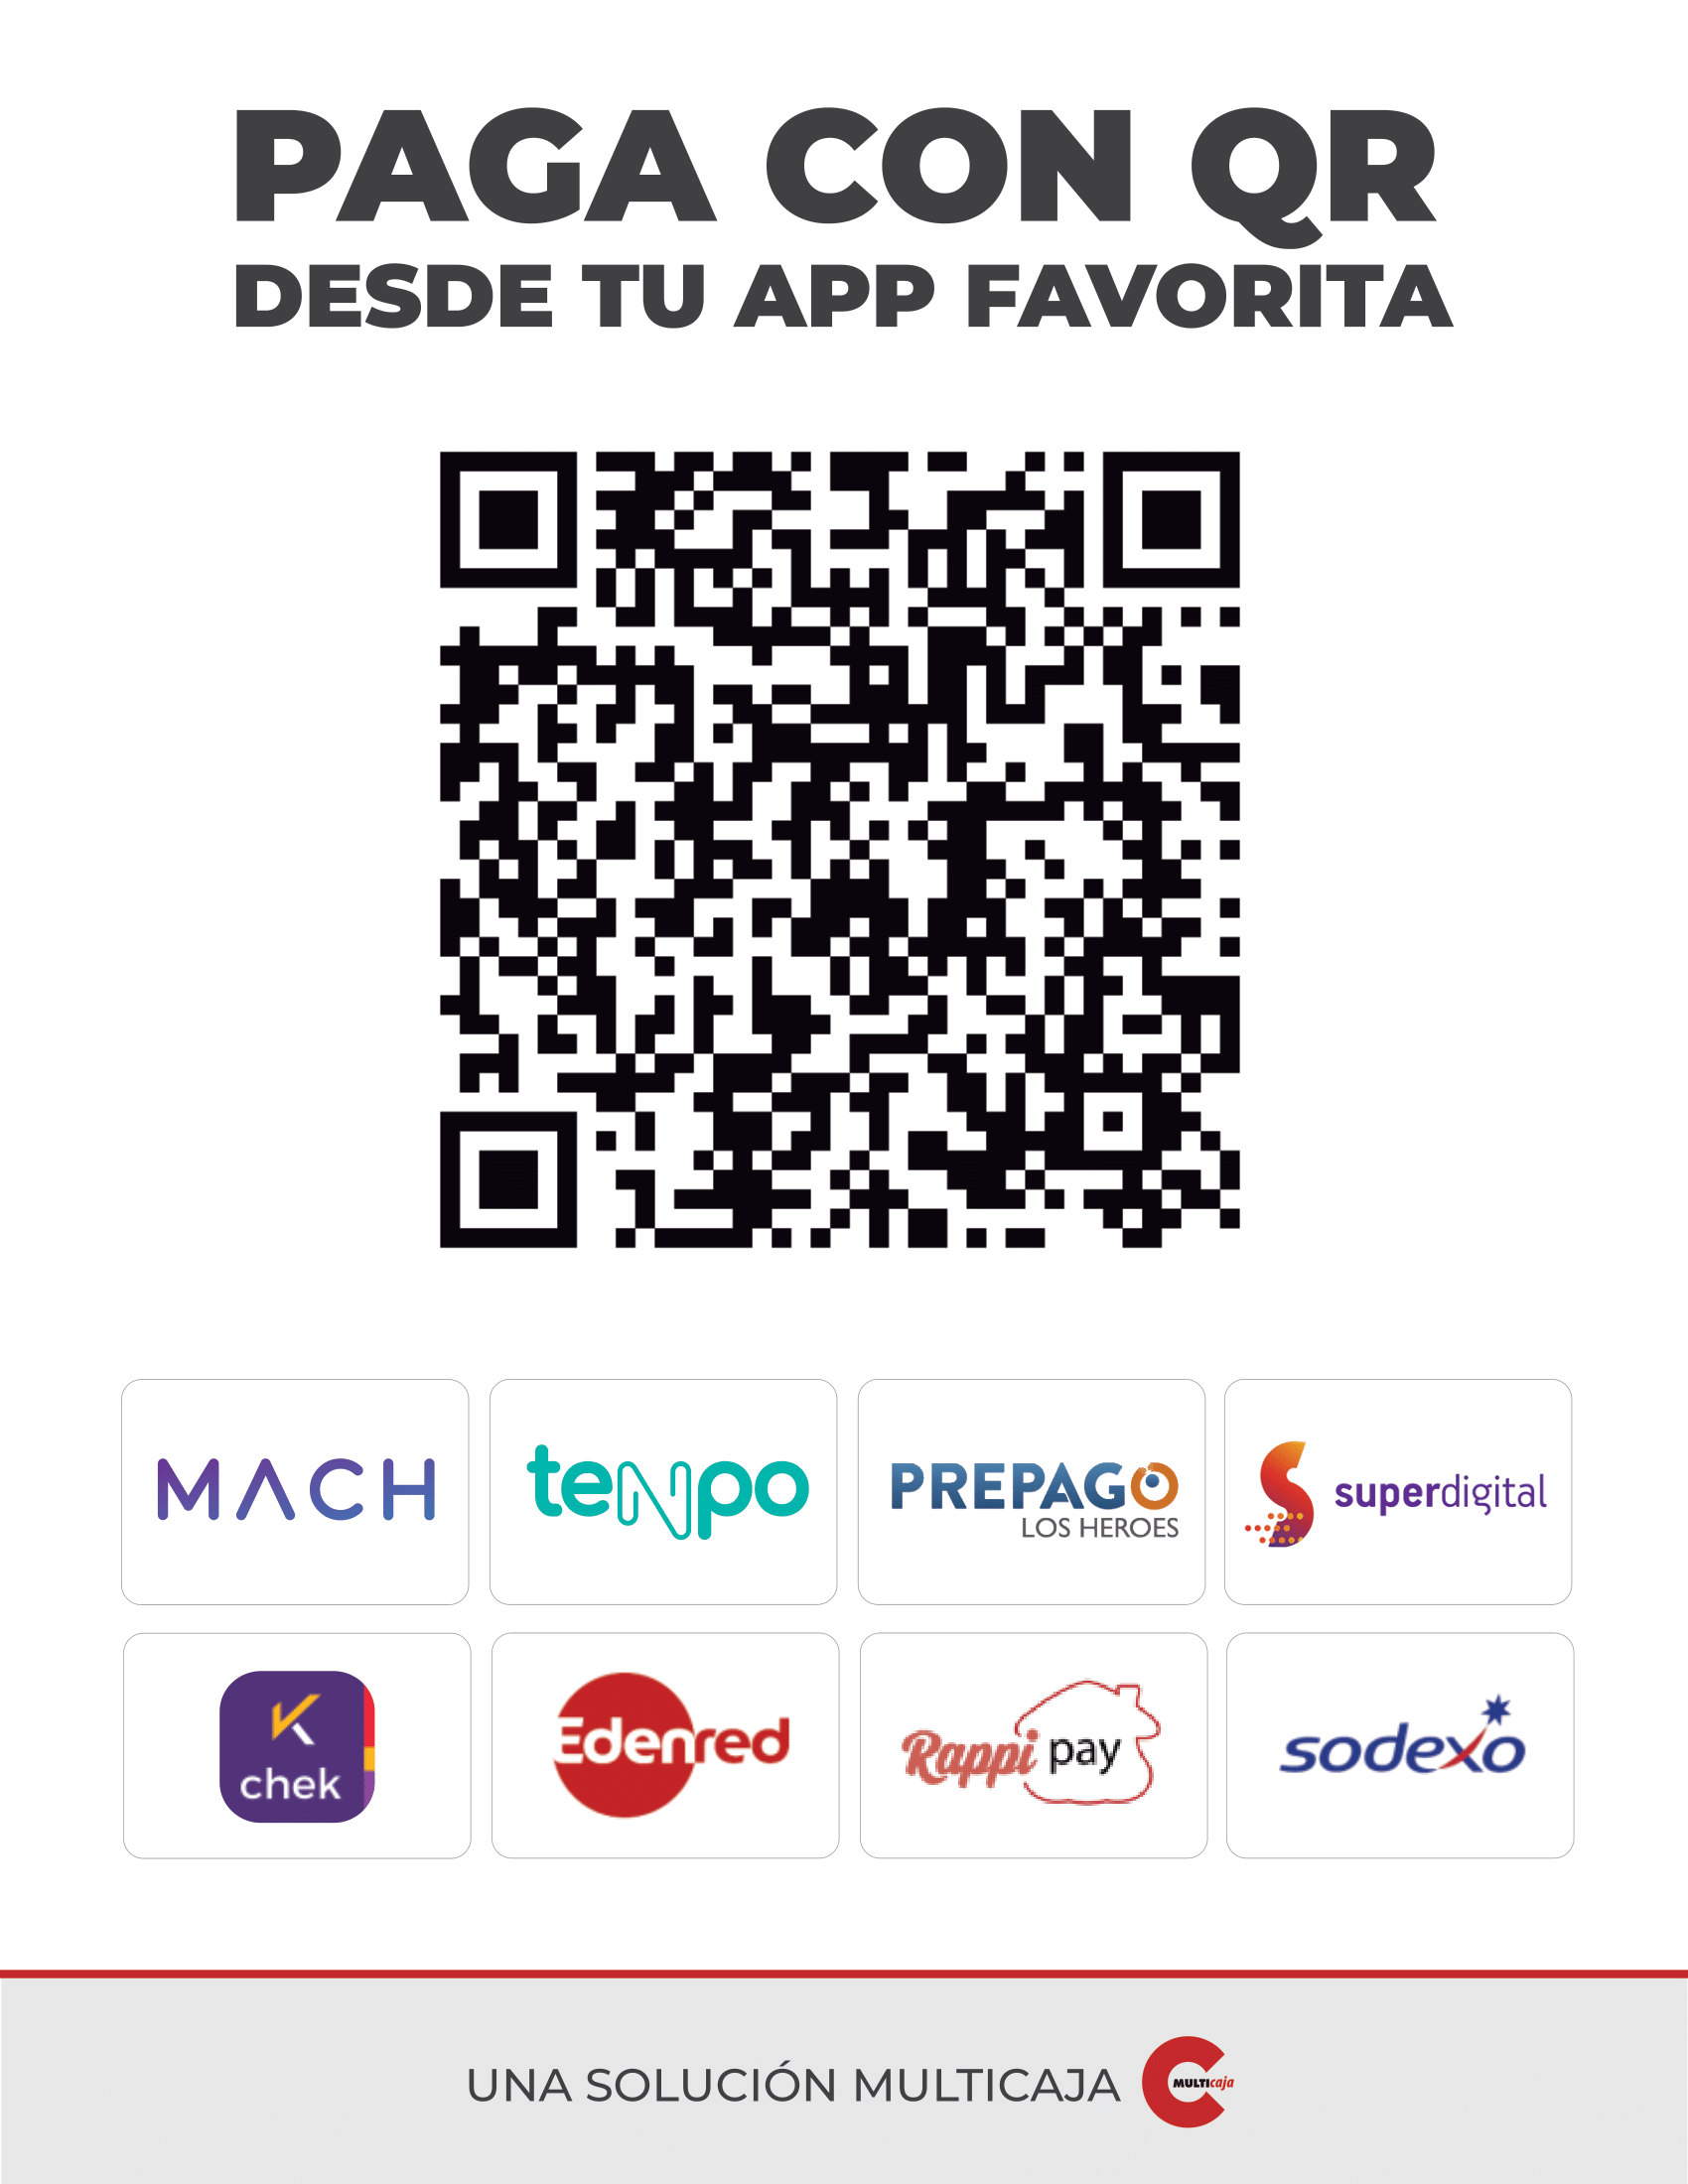 PAGA CON QR
DESDE TU APP FAVORITA
MACH
tenpo
PREPAGO
LOS HEROES
superdigital
chek
Edenred
Rappi pay
sodexo
UNA SOLUCIÓN MULTICAJA
MULTIcaja